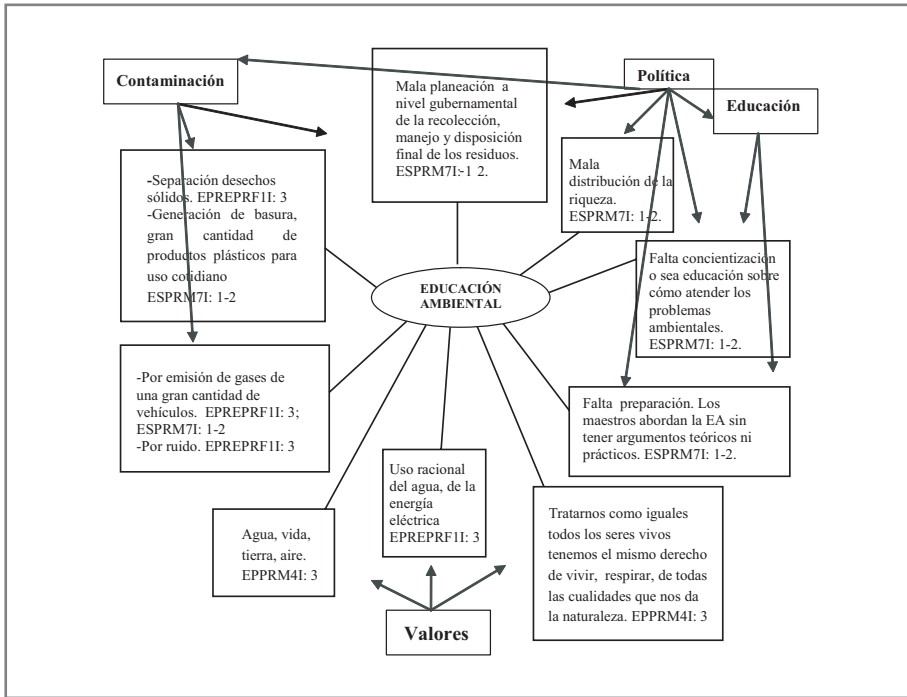 Contaminación
Política
Educación
Mala planeación a
nivel gubernamental
de la recolección,
manejo y disposición
final de los residuos.
ESPRM7I:-1 2.
Mala
distribución de la
riqueza.
ESPRM7I: 1-2.
-Separación desechos
sólidos. EPREPRF1I: 3
-Generación de basura,
gran cantidad de
productos plásticos para
uso cotidiano
ESPRM7I: 1-2
EDUCACIÓN
AMBIENTAL
Falta concientización
o sea educación sobre
cómo atender los
problemas
ambientales.
ESPRM7I: 1-2.
-Por emisión de gases de
una gran cantidad de
vehículos. EPREPRF1I: 3;
ESPRM7I: 1-2
-Por ruido. EPREPRF1I: 3
Falta preparación. Los
maestros abordan la EA sin
tener argumentos teóricos ni
prácticos. ESPRM7I: 1-2.
Uso racional
del agua, de la
energía
eléctrica
EPREPRF1I: 3
Agua, vida,
tierra, aire.
EPPRM4I: 3
Tratarnos como iguales
todos los seres vivos
tenemos el mismo derecho
de vivir, respirar, de todas
las cualidades que nos da
la naturaleza. EPPRM4I: 3
Valores